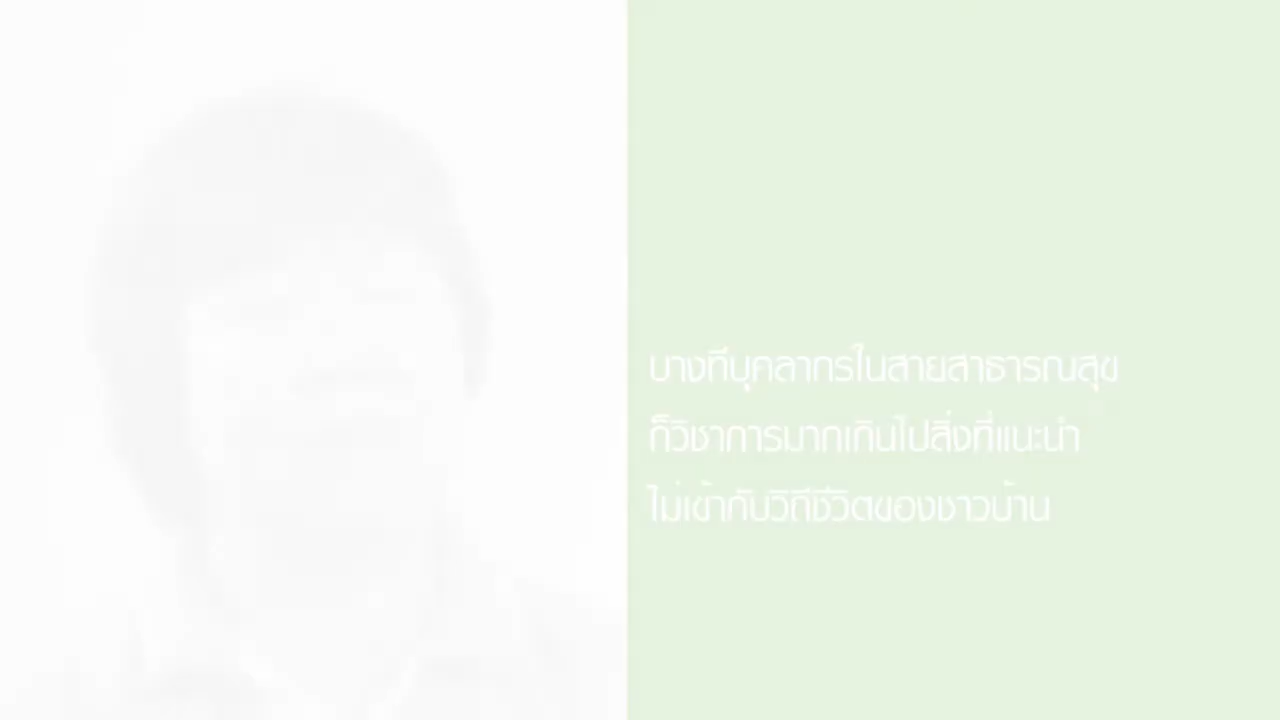 บางทีบุคลากรในสายสาธารณสุข
ก็วิชาการมากเกินไปสิ่งที่แนะนำ
ไม่เข้ากับวิถีชีวิตของชาวบ้าน